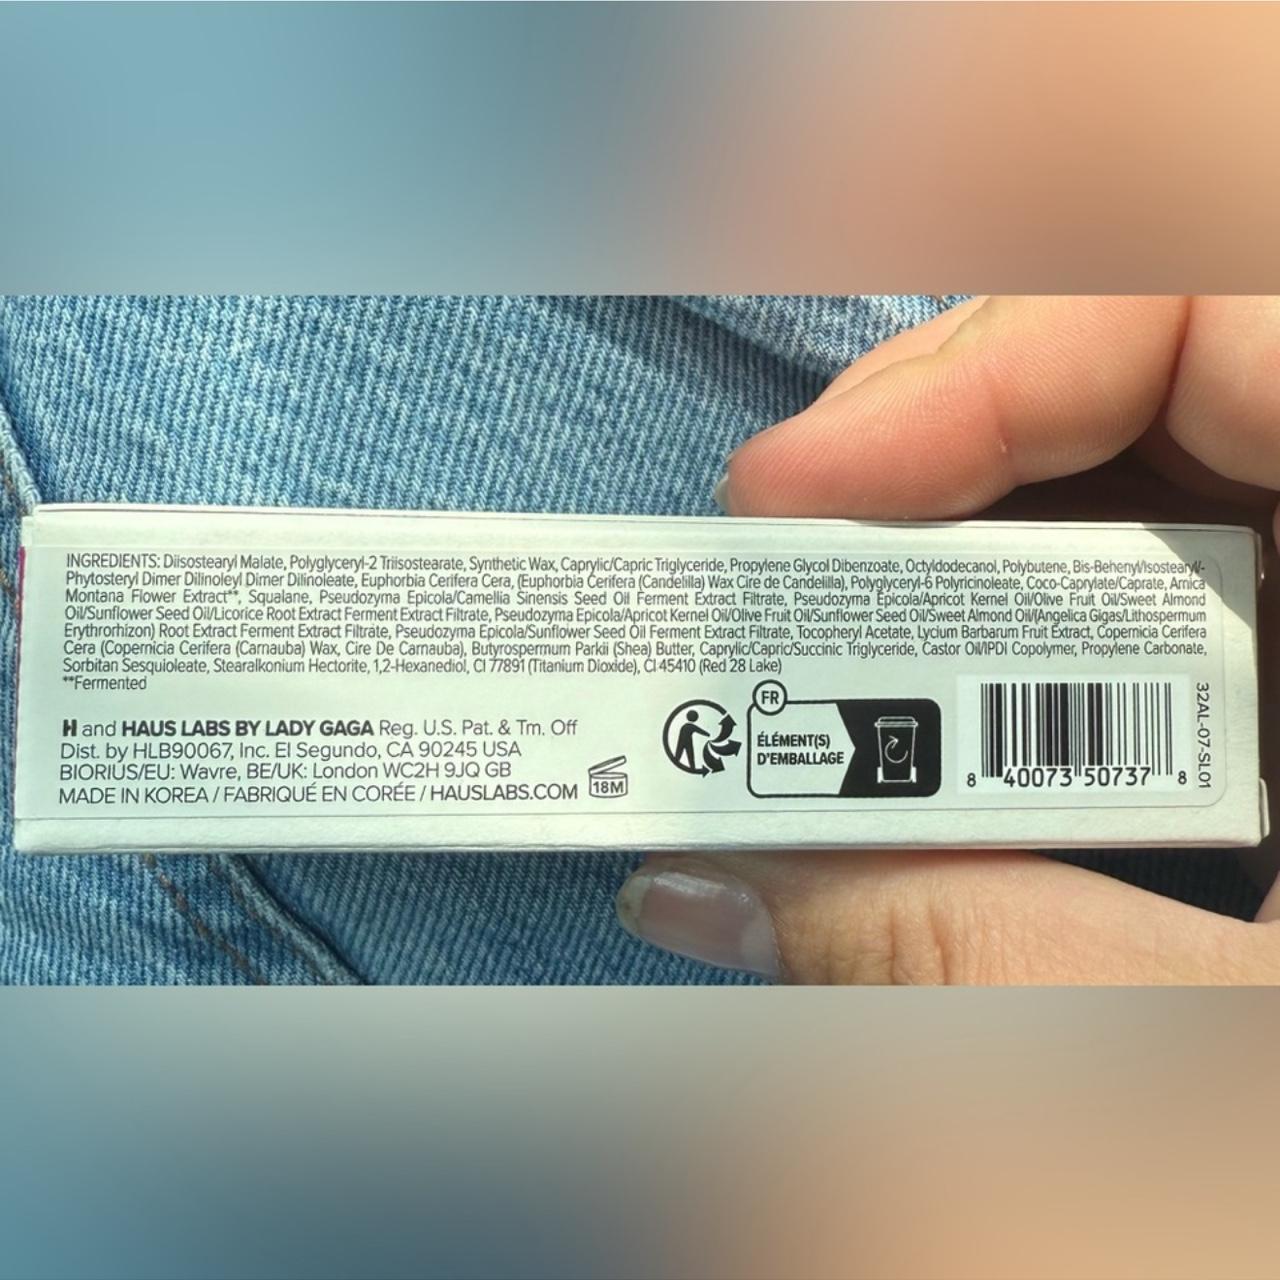 INGREDIENTS: Diisostearyl Malate, Polyglyceryl-2 Triisostearate, Synthetic Wax, Caprylic/Capric Triglyceride, Propylene Glycol Dibenzoate, Octyldodecanol, Polybutene, Bis-Behenyl/Isostearyl/-
Phytosteryl Dimer Dilinoleyl Dimer Dilinoleate, Euphorbia Cerifera Cera, (Euphorbia Cerifera (Candelilla) Wax Cire de Candelilla), Polyglyceryl-6 Polyricinoleate, Coco-Caprylate/Caprate, Arnica
Montana Flower Extract**, Squalane, Pseudozyma Epicola/Camellia Sinensis Seed Oil Ferment Extract Filtrate, Pseudozyma Epicola/Apricot Kernel Oil/Olive Fruit Oil/Sweet Almond
Oil/Sunflower Seed Oil/Licorice Root Extract Ferment Extract Filtrate, Pseudozyma Epicola/Apricot Kernel Oil/Olive Fruit Oil/Sunflower Seed Oil/Sweet Almond Oil/(Angelica Gigas/Lithospermum
Erythrorhizon) Root Extract Ferment Extract Filtrate, Pseudozyma Epicola/Sunflower Seed Oil Ferment Extract Filtrate, Tocopheryl Acetate, Lycium Barbarum Fruit Extract, Copernicia Cerifera
Cera (Copernicia Cerifera (Carnauba) Wax, Cire De Carnauba), Butyrospermum Parkii (Shea) Butter, Caprylic/Capric/Succinic Triglyceride, Castor Oil/IPDI Copolymer, Propylene Carbonate,
Sorbitan Sesquioleate, Stearalkonium Hectorite, 1,2-Hexanediol, CI 77891 (Titanium Dioxide), CI 45410 (Red 28 Lake)
**Fermented
H and HAUS LABS BY LADY GAGA Reg. U.S. Pat. & Tm. Off
Dist. by HLB90067, Inc. El Segundo, CA 90245 USA
BIORIUS/EU: Wavre, BE/UK: London WC2H 9JQ GB
MADE IN KOREA / FABRIQUÉ EN CORÉE / HAUSLABS.COM
18M
FR
ÉLÉMENT(S)
D'EMBALLAGE
8 40073 50737 8
32AL-07-SL01